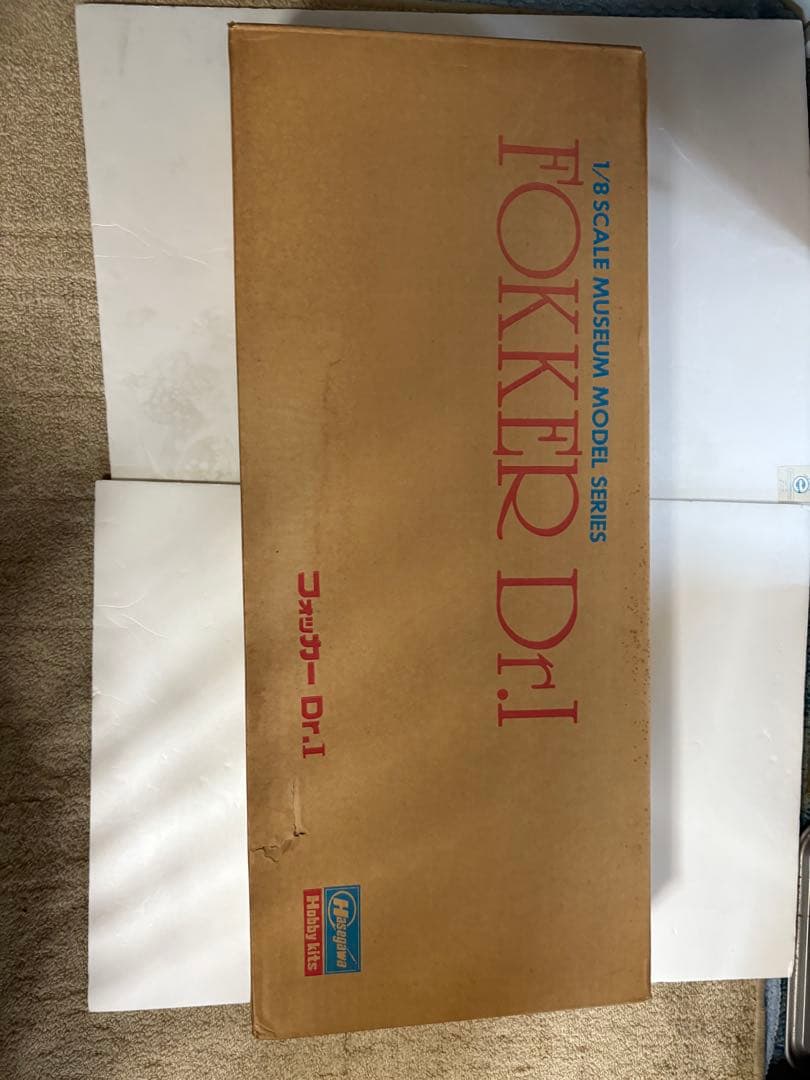 1/8 SCALE MUSEUM MODEL SERIES
FOKKER Dr.I
フォッカー Dr.I
Hasegawa
Hobby kits